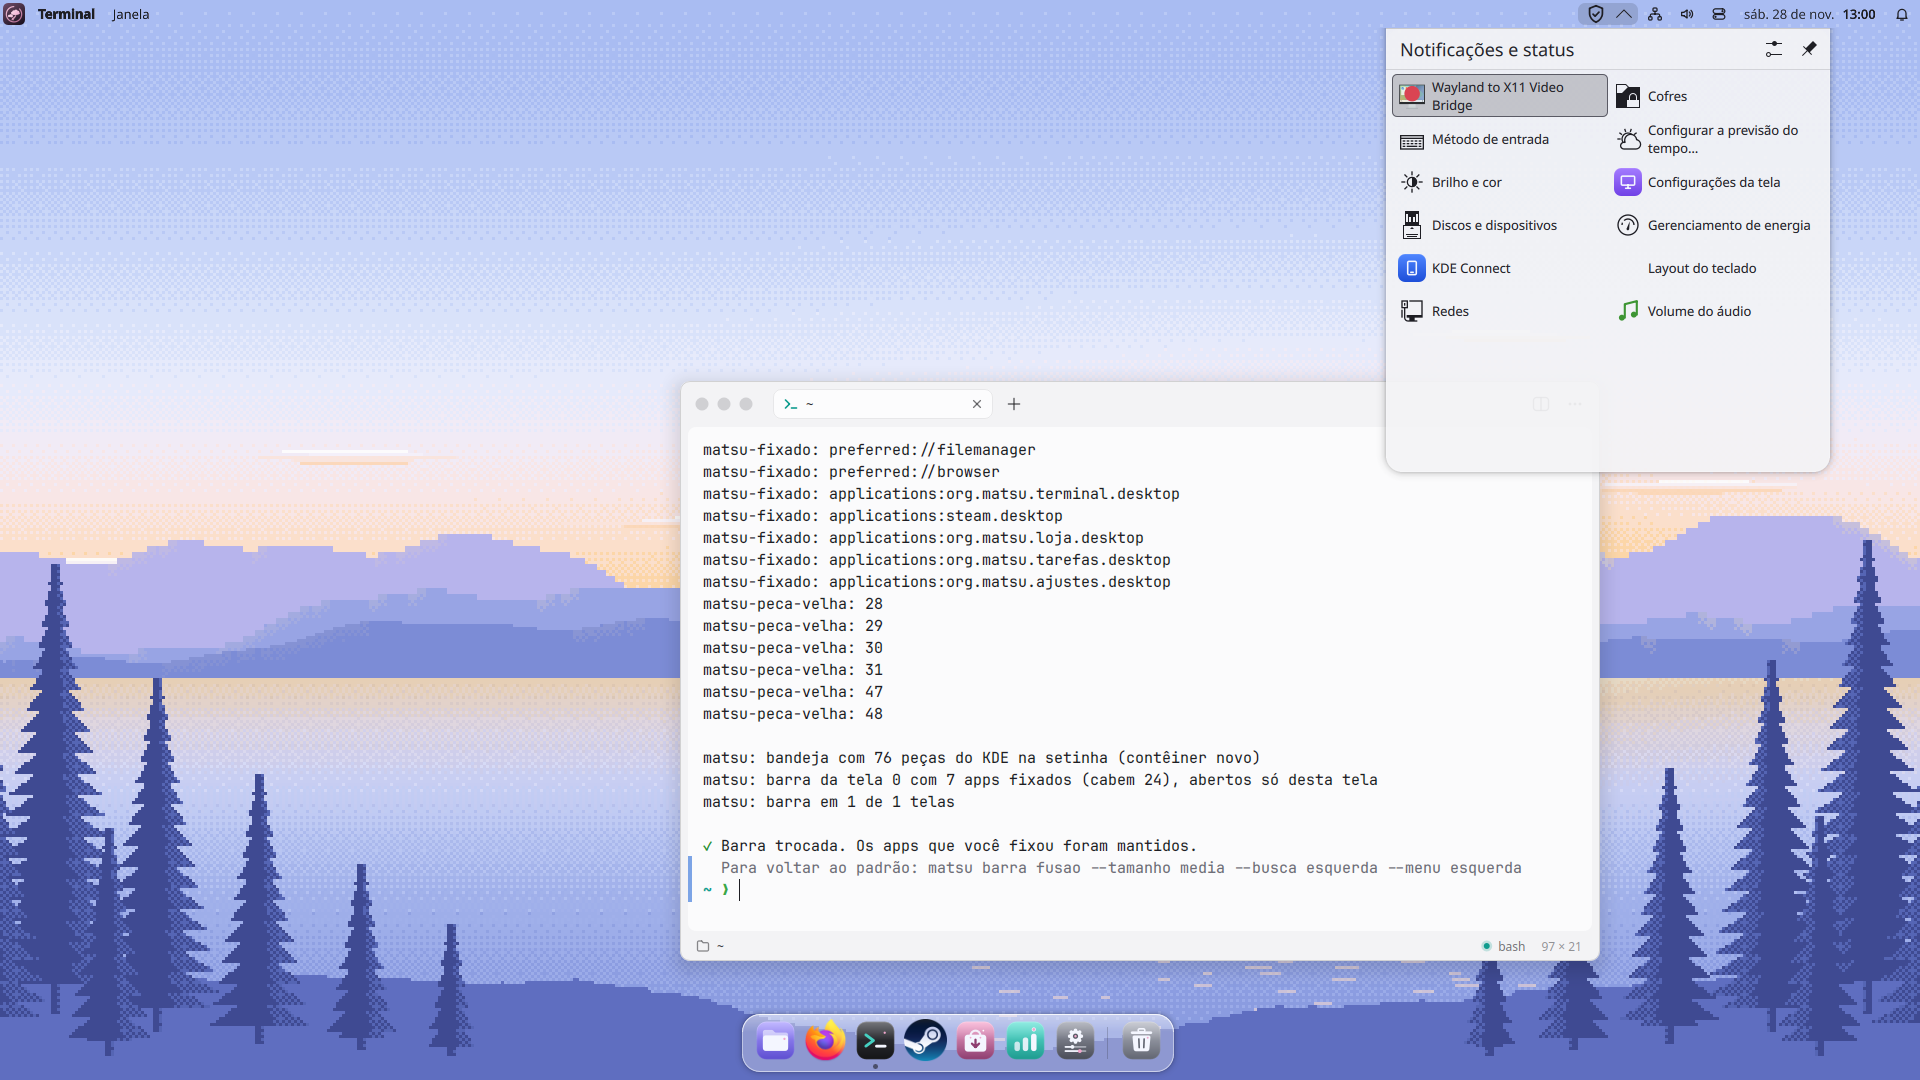 Terminal Janela
sáb. 28 de nov. 13:00
Notificações e status
Wayland to X11 Video
Bridge
Cofres
Método de entrada
Configurar a previsão do
tempo...
Brilho e cor
Configurações da tela
Discos e dispositivos
Gerenciamento de energia
KDE Connect
Layout do teclado
Redes
Volume do áudio
~
matsu-fixado: preferred://filemanager
matsu-fixado: preferred://browser
matsu-fixado: applications:org.matsu.terminal.desktop
matsu-fixado: applications:steam.desktop
matsu-fixado: applications:org.matsu.loja.desktop
matsu-fixado: applications:org.matsu.tarefas.desktop
matsu-fixado: applications:org.matsu.ajustes.desktop
matsu-peca-velha: 28
matsu-peca-velha: 29
matsu-peca-velha: 30
matsu-peca-velha: 31
matsu-peca-velha: 47
matsu-peca-velha: 48
matsu: bandeja com 76 peças do KDE na setinha (contêiner novo)
matsu: barra da tela 0 com 7 apps fixados (cabem 24), abertos só desta tela
matsu: barra em 1 de 1 telas
✓ Barra trocada. Os apps que você fixou foram mantidos.
Para voltar ao padrão: matsu barra fusao --tamanho media --busca esquerda --menu esquerda
~ ❯
~
bash 97 × 21